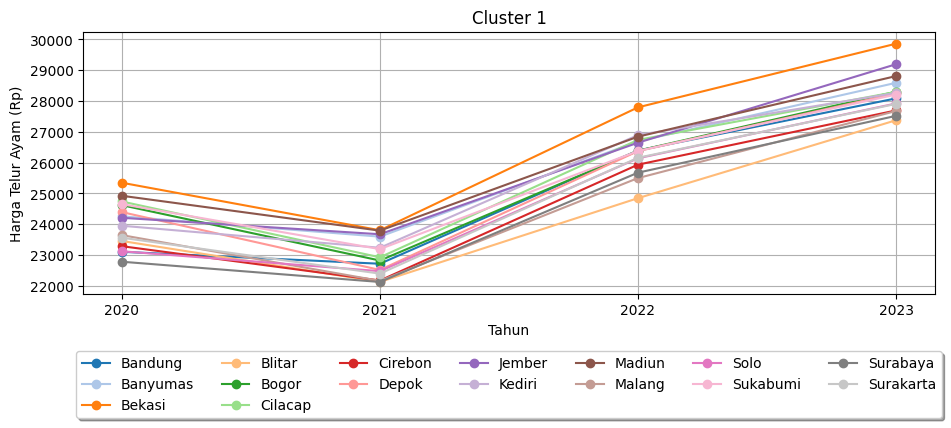 Cluster 1
30000
29000
28000
27000
26000
25000
24000
23000
22000
Harga Telur Ayam (Rp)
2020 2021 2022 2023
Tahun
Bandung Blitar Cirebon Jember Madiun Solo Surabaya
Banyumas Bogor Depok Kediri Malang Sukabumi Surakarta
Bekasi Cilacap